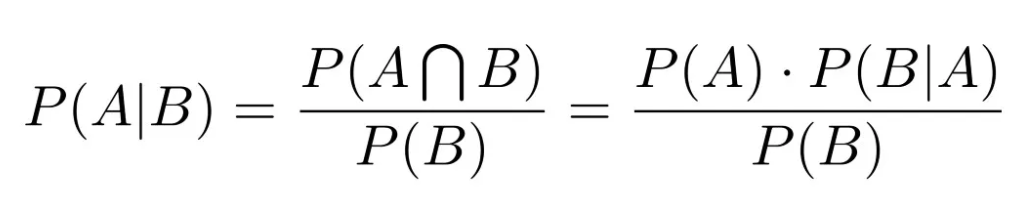 P(A|B) = P(A⋂B) / P(B) = P(A) · P(B|A) / P(B)